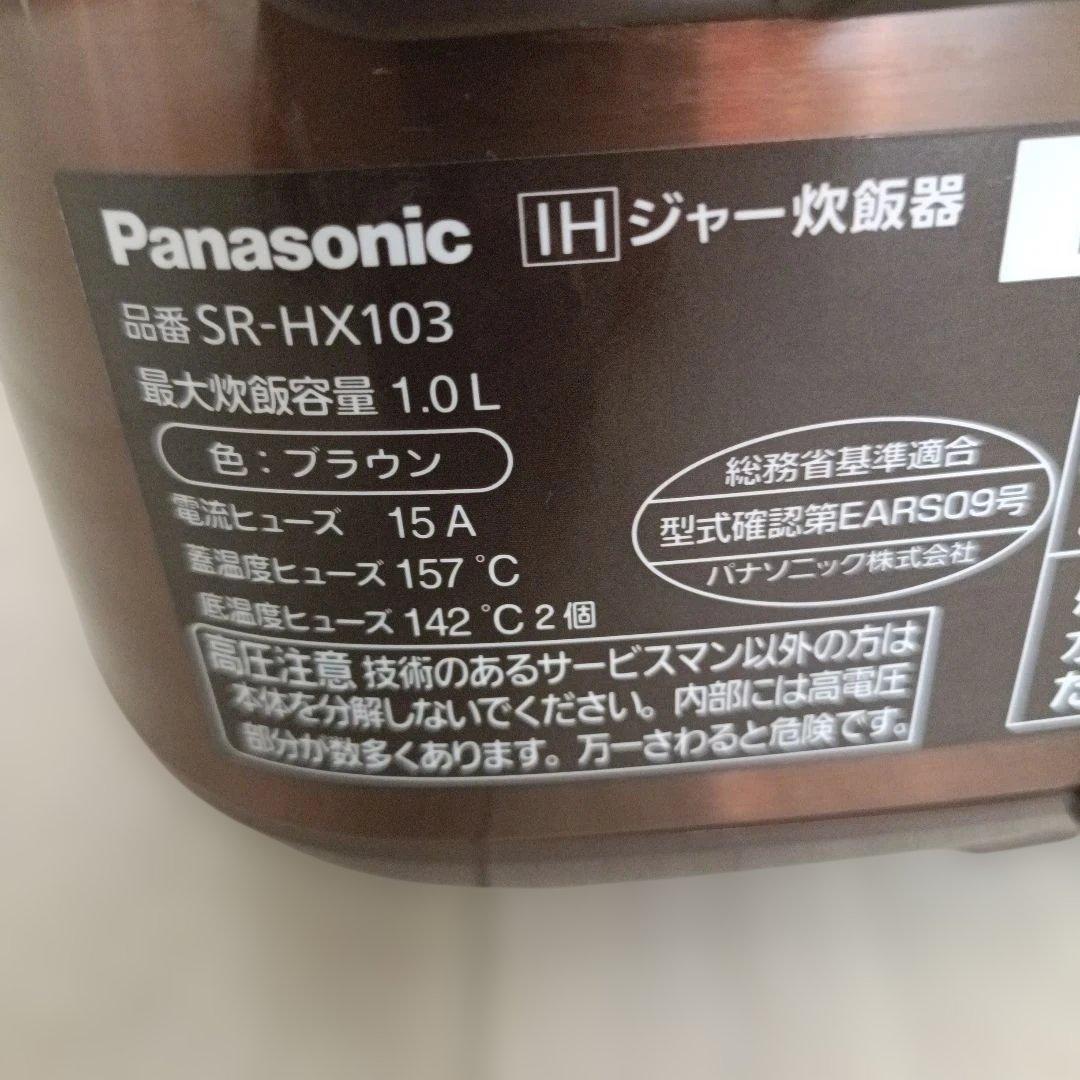 Panasonic IHジャー炊飯器
品番 SR-HX103
最大炊飯容量 1.0 L
色：ブラウン
電流ヒューズ 15 A
蓋温度ヒューズ 157 ℃
底温度ヒューズ 142 ℃ 2 個
総務省基準適合
型式確認第EARS09号
パナソニック株式会社
高圧注意 技術のあるサービスマン以外の方は
本体を分解しないでください。内部には高電圧
部分が数多くあります。万一さわると危険です。